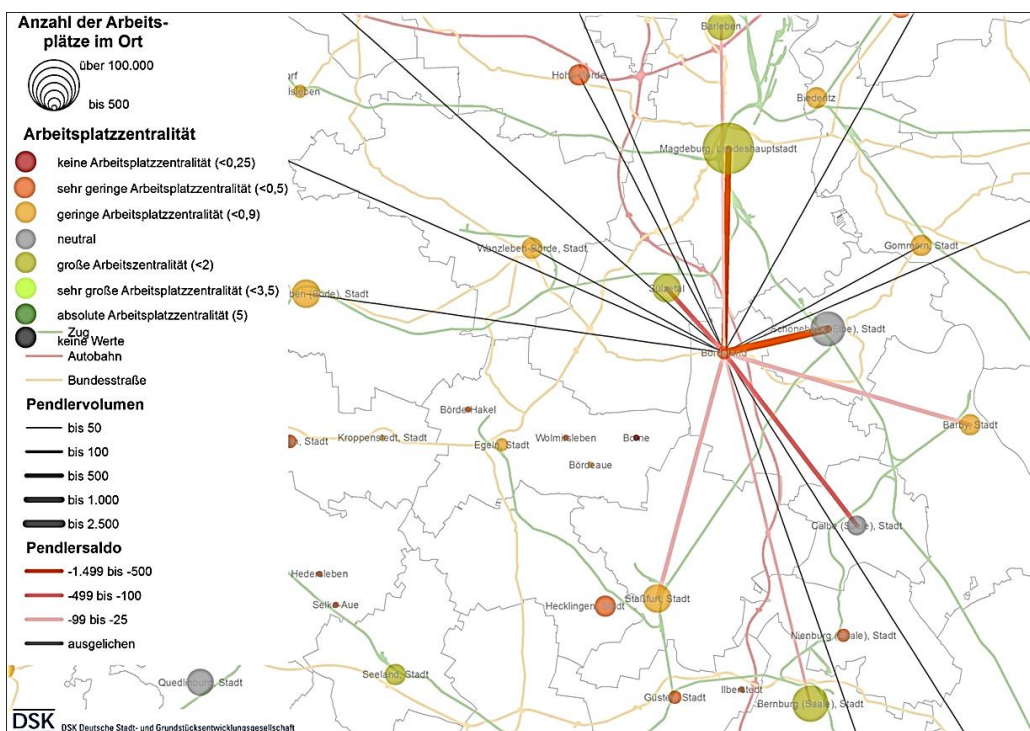 Anzahl der Arbeits-
plätze im Ort
über 100.000
bis 500
Arbeitsplatzzentralität
keine Arbeitsplatzzentralität (<0,25)
sehr geringe Arbeitsplatzzentralität (<0,5)
geringe Arbeitsplatzzentralität (<0,9)
neutral
große Arbeitszentralität (<2)
sehr große Arbeitsplatzzentralität (<3,5)
absolute Arbeitsplatzzentralität (5)
Zug
keine Werte
Autobahn
Bundesstraße
Pendlervolumen
bis 50
bis 100
bis 500
bis 1.000
bis 2.500
Pendlersaldo
-1.499 bis -500
-499 bis -100
-99 bis -25
ausgelichen
Barleben
Biederitz
Magdeburg, Landeshauptstadt
Wanzleben-Börde, Stadt
Gommern, Stadt
Sülzetal
(Bode), Stadt
Schönebeck (Elbe), Stadt
Börde-Hakel
Barby, Stadt
Stadt
Kroppenstedt, Stadt
Egeln, Stadt
Wolmirsleben
Borne
Bördeaue
Calbe (Saale), Stadt
Hedersleben
Selke-Aue
Hecklingen, Stadt
Staßfurt, Stadt
Nienburg (Saale), Stadt
Quedlinburg, Stadt
Seeland, Stadt
Güsten, Stadt
Ilberstedt
Bernburg (Saale), Stadt
DSK
DSK Deutsche Stadt- und Grundstücksentwicklungsgesellschaft